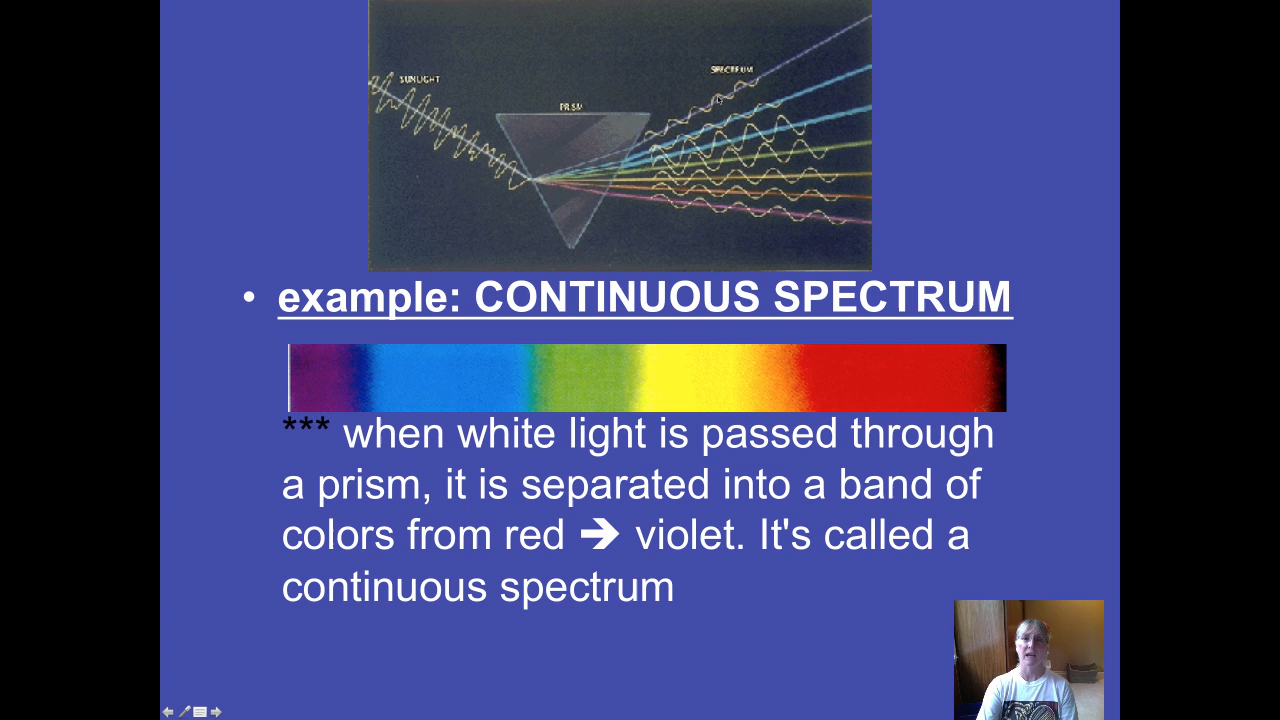 SPECTRUM
SUNLIGHT
PRISM
• example: CONTINUOUS SPECTRUM
*** when white light is passed through
a prism, it is separated into a band of
colors from red ➔ violet. It's called a
continuous spectrum